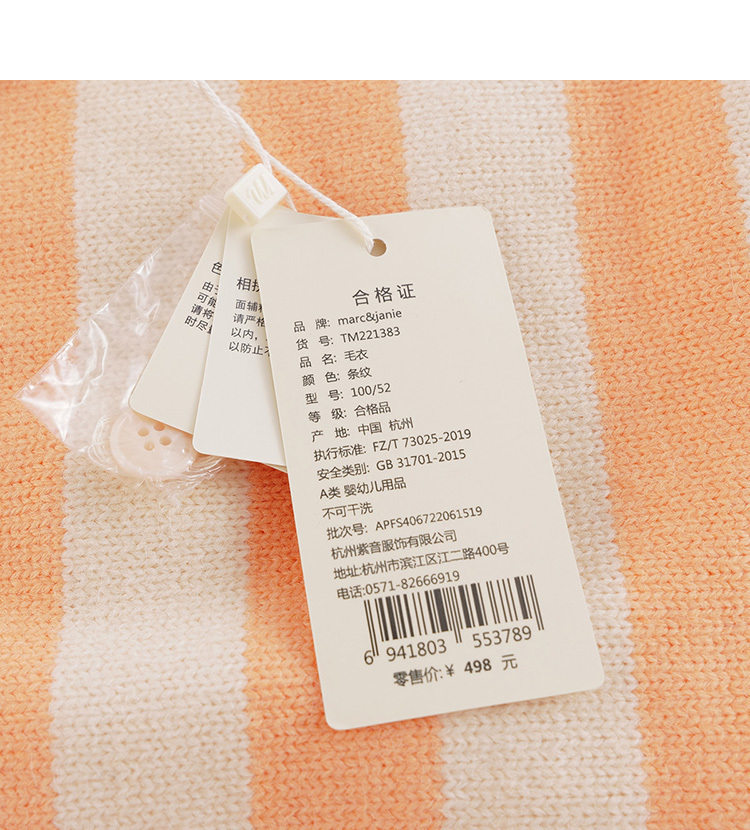 合格证
品 牌: marc&janie
货 号: TM221383
品 名: 毛衣
颜 色: 条纹
型 号: 100/52
等 级: 合格品
产 地: 中国 杭州
执行标准: FZ/T 73025-2019
安全类别: GB 31701-2015
A类 婴幼儿用品
不可干洗
批次号: APFS406722061519
杭州紫音服饰有限公司
地址:杭州市滨江区江二路400号
电话:0571-82666919
6 941803 553789
零售价:¥ 498 元
相
面辅
请严格
以内，
以防止
色
由于
可能
请将
时尽